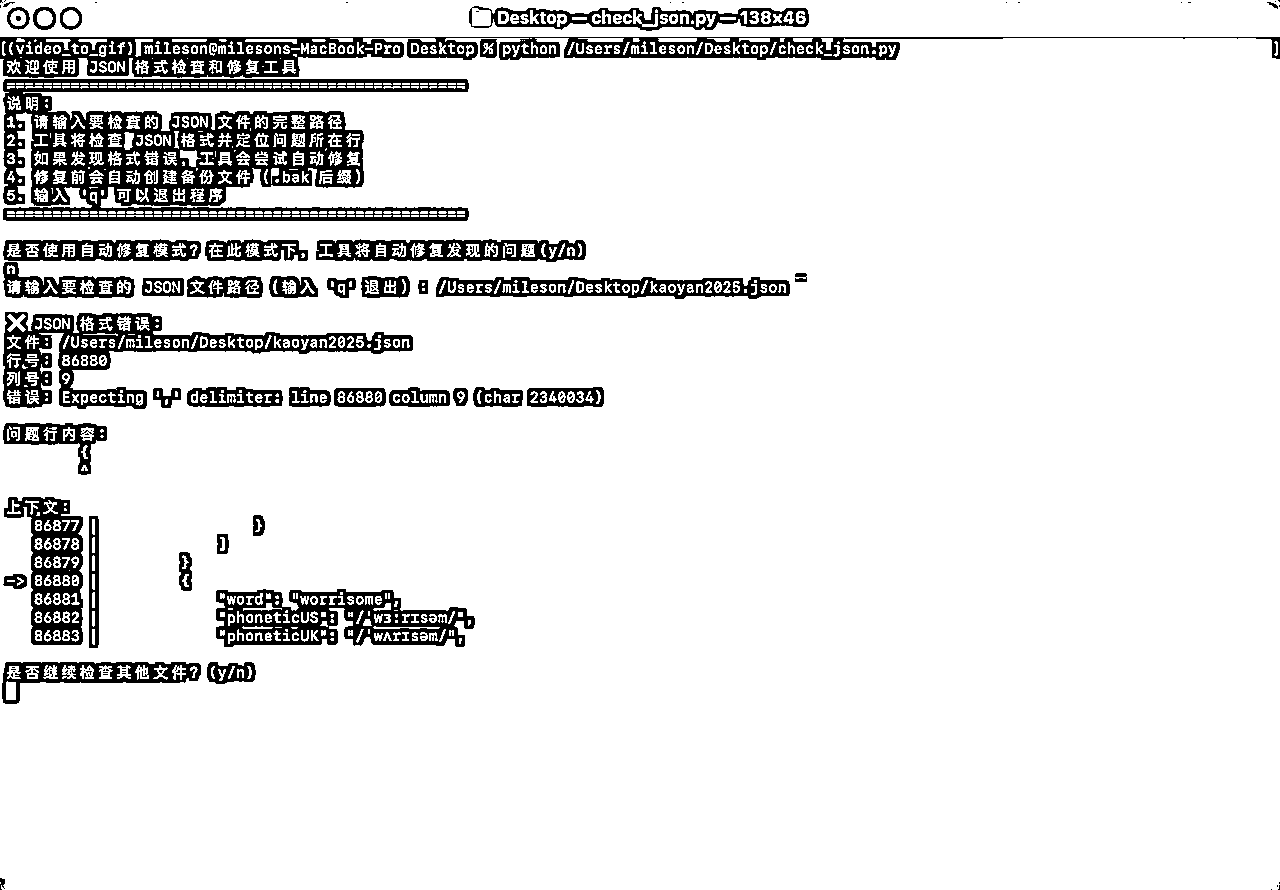 Desktop — check_json.py — 138x46
[(video_to_gif) mileson@milesons-MacBook-Pro Desktop % python /Users/mileson/Desktop/check_json.py ]
欢迎使用 JSON 格式检查和修复工具
==================================================
说明：
1. 请输入要检查的 JSON 文件的完整路径
2. 工具将检查 JSON 格式并定位问题所在行
3. 如果发现格式错误，工具会尝试自动修复
4. 修复前会自动创建备份文件 (.bak 后缀)
5. 输入 'q' 可以退出程序
==================================================

是否使用自动修复模式？在此模式下，工具将自动修复发现的问题(y/n)
n
请输入要检查的 JSON 文件路径 (输入 'q' 退出) : /Users/mileson/Desktop/kaoyan2025.json

❌ JSON 格式错误：
文件: /Users/mileson/Desktop/kaoyan2025.json
行号: 86880
列号: 9
错误: Expecting ',' delimiter: line 86880 column 9 (char 2340034)

问题行内容:
        {
        ^

上下文:
   86877 |                 }
   86878 |             ]
   86879 |         }
=> 86880 |         {
   86881 |             "word": "worrisome",
   86882 |             "phoneticUS": "/ˈwɜːrɪsəm/",
   86883 |             "phoneticUK": "/ˈwʌrɪsəm/",

是否继续检查其他文件？(y/n)